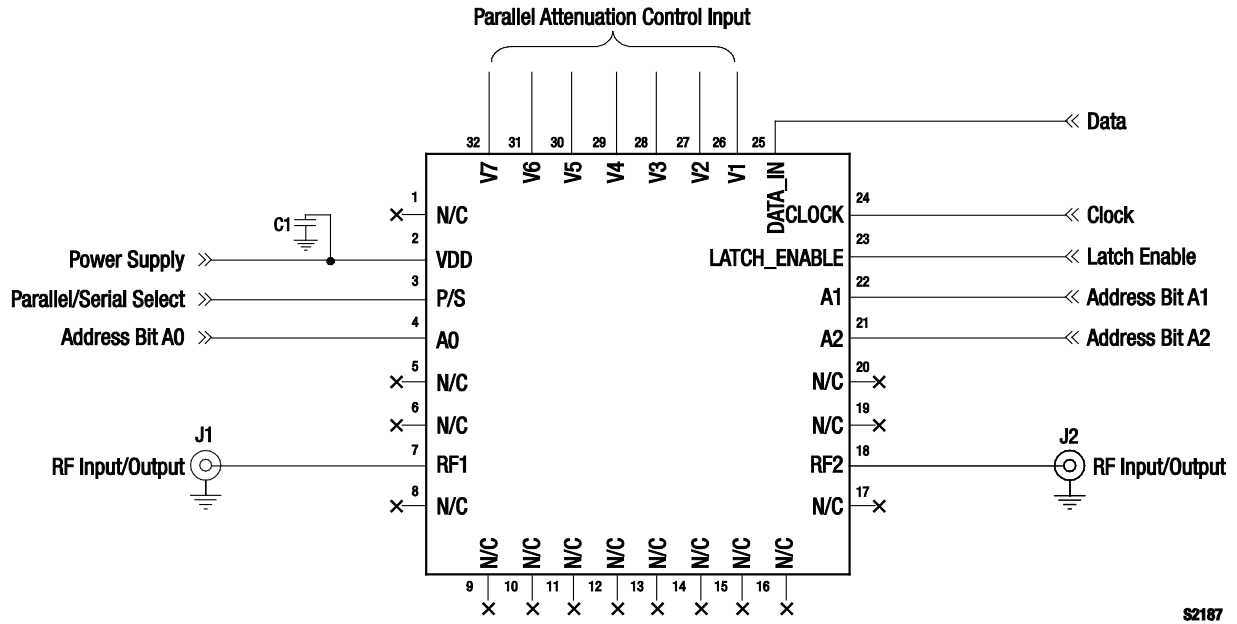 Parallel Attenuation Control Input
32 31 30 29 28 27 26 25
V7 V6 V5 V4 V3 V2 V1 DATA_IN
Data
1 N/C
CLOCK 24 Clock
C1
Power Supply 2 VDD
LATCH_ENABLE 23 Latch Enable
Parallel/Serial Select 3 P/S
A1 22 Address Bit A1
Address Bit A0 4 A0
A2 21 Address Bit A2
5 N/C
N/C 20
6 N/C
N/C 19
J1
RF Input/Output 7 RF1
J2
RF2 18 RF Input/Output
8 N/C
N/C 17
N/C N/C N/C N/C N/C N/C N/C N/C
9 10 11 12 13 14 15 16
S2187